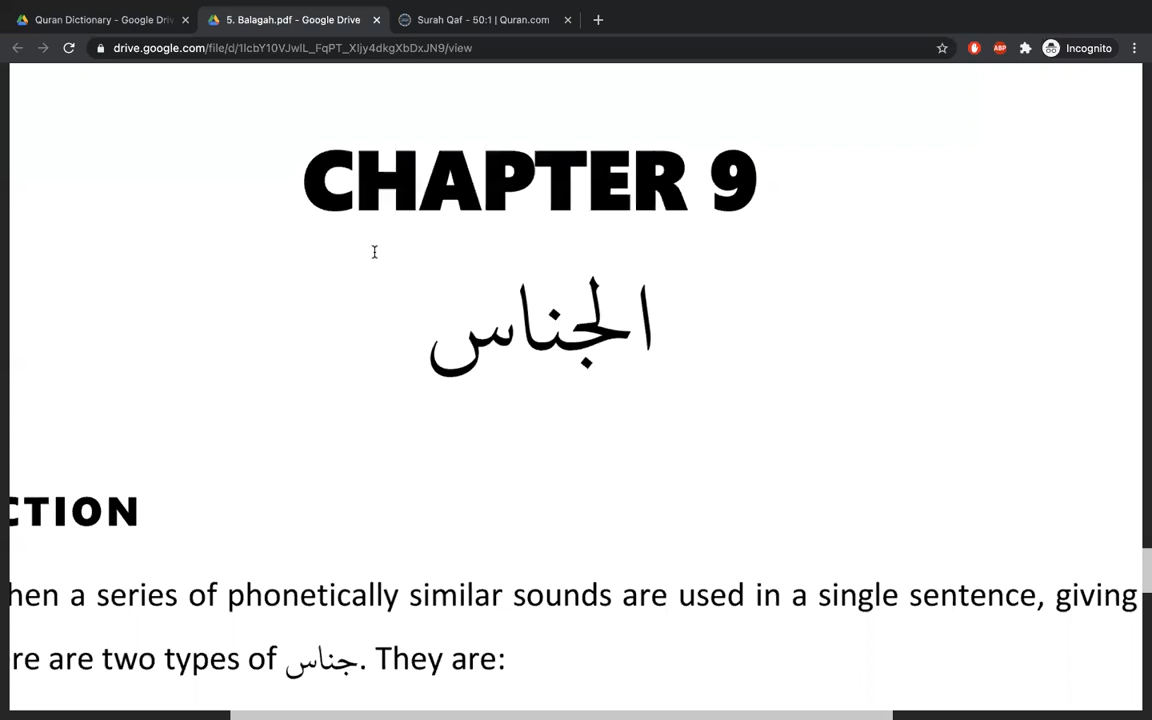 Quran Dictionary - Google Driv
5. Balagah.pdf - Google Drive
Surah Qaf - 50:1 | Quran.com
drive.google.com/file/d/1IcbY10VJwIL_FqPT_XIjy4dkgXbDxJN9/view
ABP
Incognito
CHAPTER 9
الجناس
CTION
hen a series of phonetically similar sounds are used in a single sentence, giving
re are two types of جناس. They are: